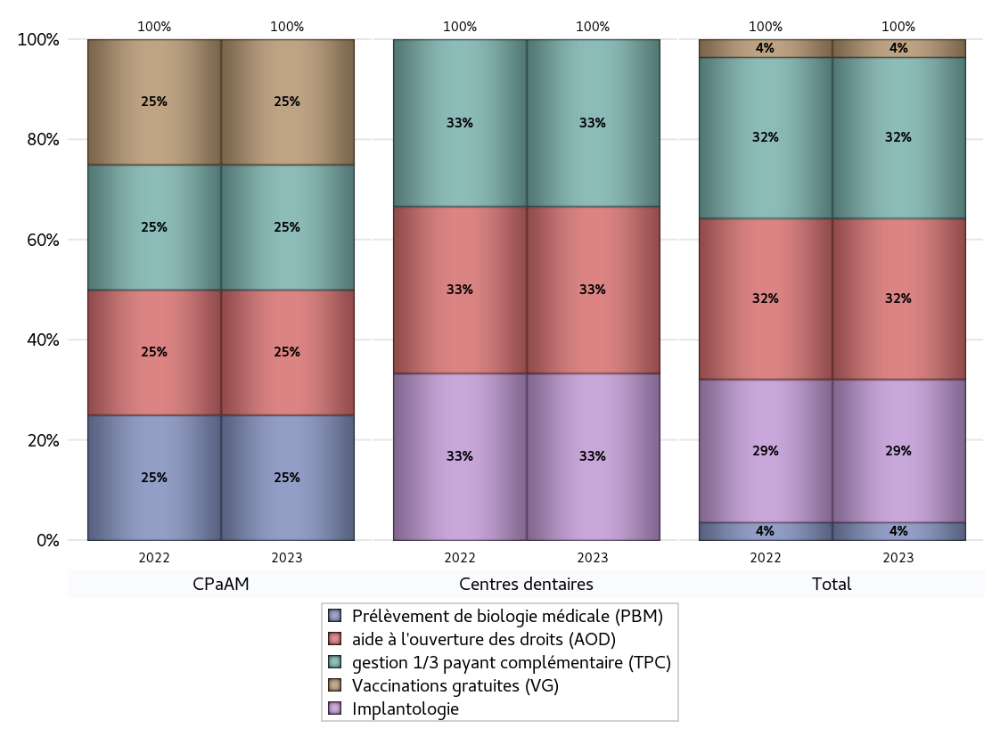 100% 100% 100% 100% 100% 100%
100% 4% 4%
25% 25% 33% 33%
80% 32% 32%
25% 25%
60%
33% 33% 32% 32%
40% 25% 25%
20% 33% 33% 29% 29%
25% 25%
0% 4% 4%
2022 2023 2022 2023 2022 2023
CPaAM Centres dentaires Total
Prélèvement de biologie médicale (PBM)
aide à l'ouverture des droits (AOD)
gestion 1/3 payant complémentaire (TPC)
Vaccinations gratuites (VG)
Implantologie